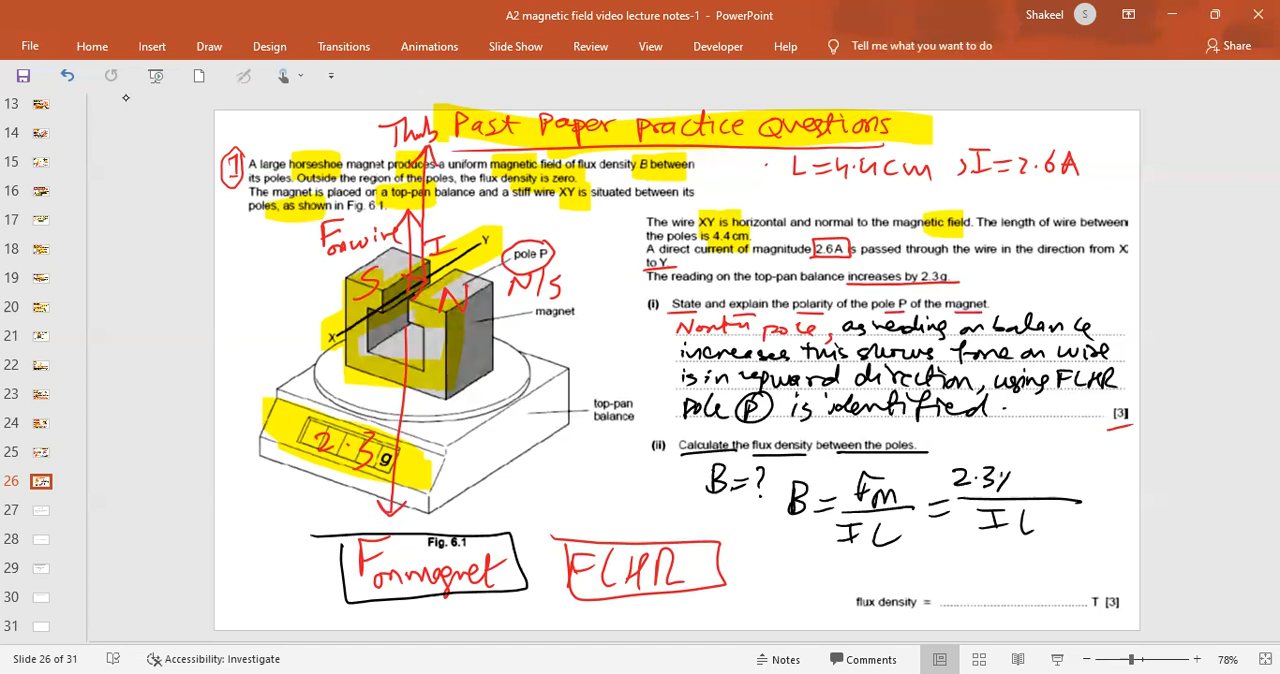 A2 magnetic field video lecture notes-1 - PowerPoint
Shakeel
S
File Home Insert Draw Design Transitions Animations Slide Show Review View Developer Help Tell me what you want to do
Share
13
14
15
16
17
18
19
20
21
22
23
24
25
26
27
28
29
30
31
Past Paper Practice Questions
7
A large horseshoe magnet produces a uniform magnetic field of flux density B between
its poles. Outside the region of the poles, the flux density is zero.
The magnet is placed on a top-pan balance and a stiff wire XY is situated between its
poles, as shown in Fig. 6.1.
F on wire
I
Y
pole P
N/S
S
N
X
magnet
top-pan
balance
2.3 g
Fig. 6.1
F on magnet
FLHR
L=4.4cm , I=2.6A
The wire XY is horizontal and normal to the magnetic field. The length of wire between
the poles is 4.4 cm.
A direct current of magnitude 2.6 A is passed through the wire in the direction from X
to Y.
The reading on the top-pan balance increases by 2.3 g.
(i) State and explain the polarity of the pole P of the magnet.
North pole, as reading on balance
increases this shows force on wire
is in upward direction, using FLHR
pole P is identified.
[3]
(ii) Calculate the flux density between the poles.
B=? B = Fm / IL = 2.3x / IL
flux density = ........................................ T [3]
Slide 26 of 31
Accessibility: Investigate
Notes
Comments
78%